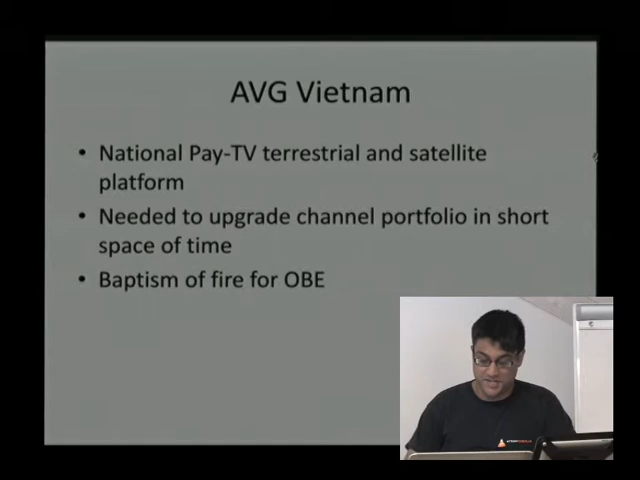 AVG Vietnam
• National Pay-TV terrestrial and satellite
platform
• Needed to upgrade channel portfolio in short
space of time
• Baptism of fire for OBE